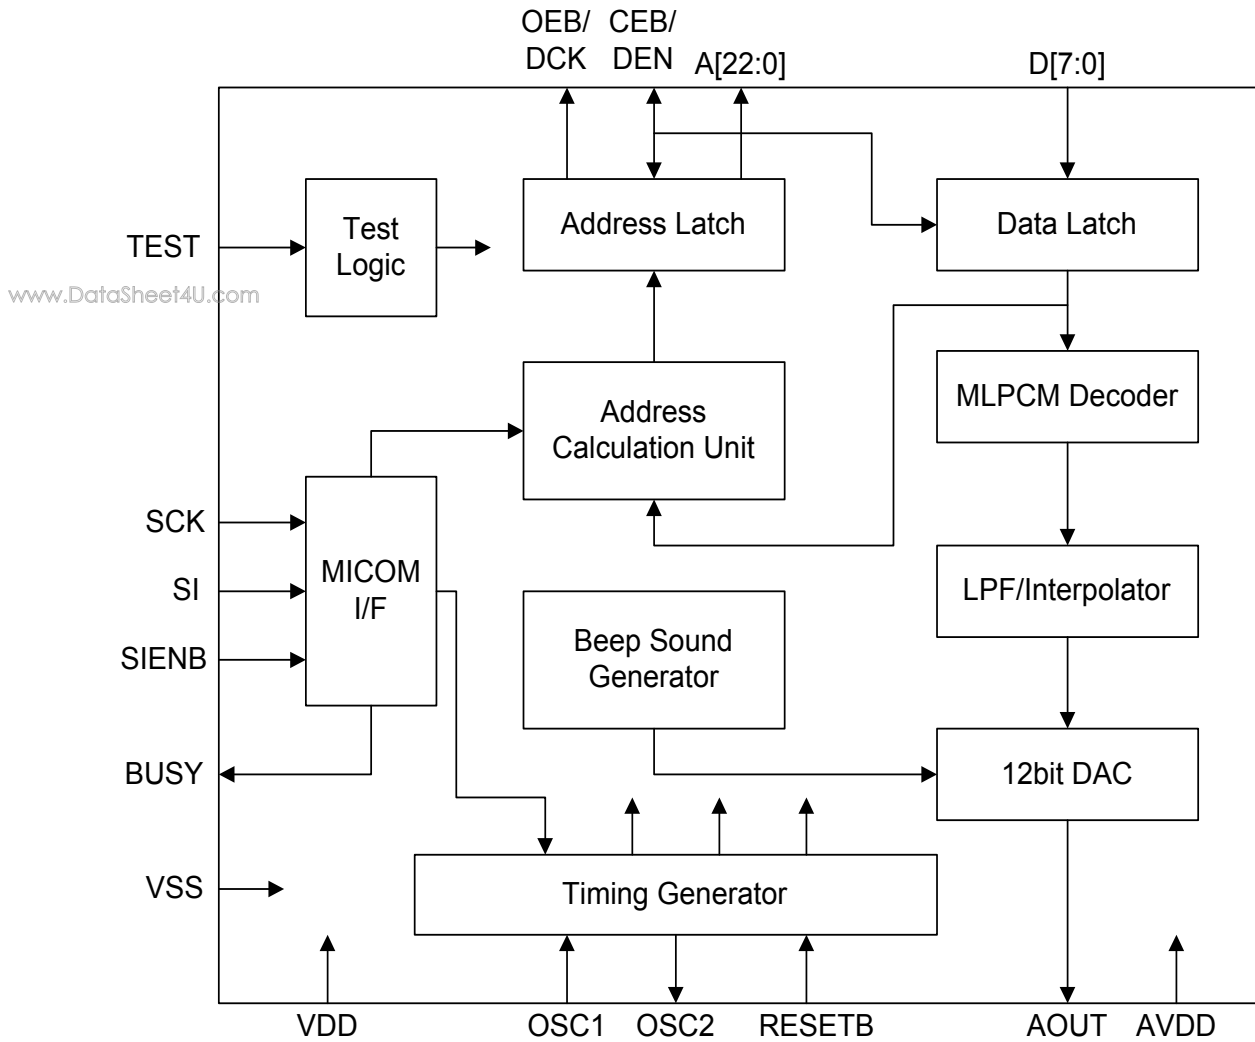 OEB/
DCK
CEB/
DEN
A[22:0]
D[7:0]
TEST
Test
Logic
Address Latch
Data Latch
www.DataSheet4U.com
Address
Calculation Unit
MLPCM Decoder
SCK
SI
SIENB
MICOM
I/F
Beep Sound
Generator
LPF/Interpolator
BUSY
12bit DAC
VSS
Timing Generator
VDD
OSC1
OSC2
RESETB
AOUT
AVDD